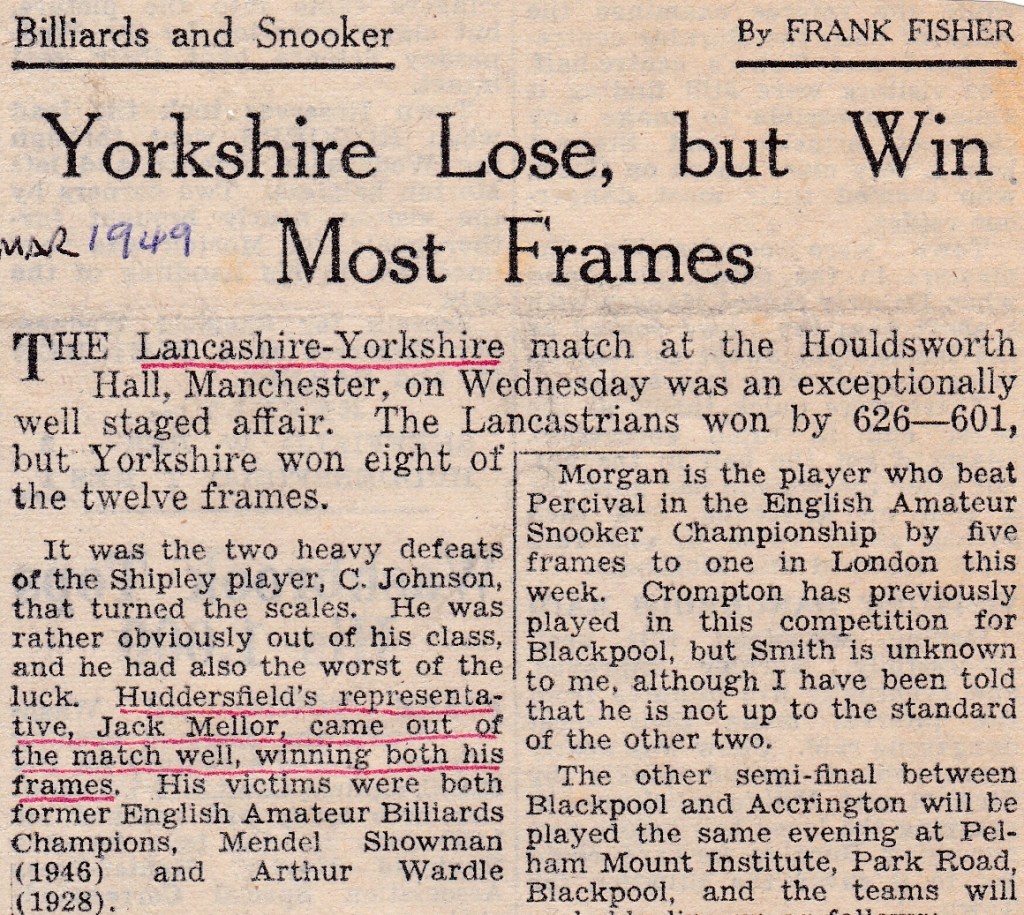 Billiards and Snooker
By FRANK FISHER
Yorkshire Lose, but Win
Most Frames
MAR 1949
THE Lancashire-Yorkshire match at the Houldsworth
Hall, Manchester, on Wednesday was an exceptionally
well staged affair. The Lancastrians won by 626—601,
but Yorkshire won eight of
the twelve frames.
It was the two heavy defeats
of the Shipley player, C. Johnson,
that turned the scales. He was
rather obviously out of his class,
and he had also the worst of the
luck. Huddersfield's representa-
tive, Jack Mellor, came out of
the match well, winning both his
frames. His victims were both
former English Amateur Billiards
Champions, Mendel Showman
(1946) and Arthur Wardle
(1928).
Morgan is the player who beat
Percival in the English Amateur
Snooker Championship by five
frames to one in London this
week. Crompton has previously
played in this competition for
Blackpool, but Smith is unknown
to me, although I have been told
that he is not up to the standard
of the other two.
The other semi-final between
Blackpool and Accrington will be
played the same evening at Pel-
ham Mount Institute, Park Road,
Blackpool, and the teams will